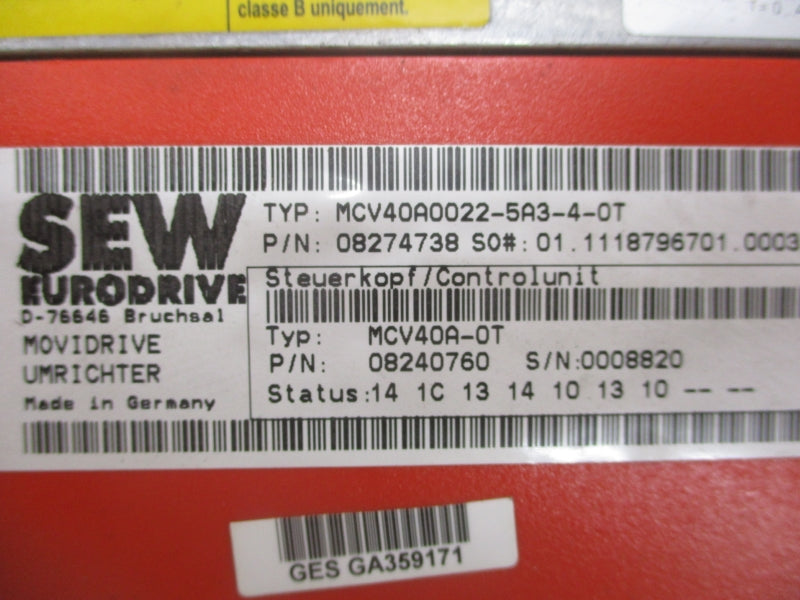 classe B uniquement.
SEW
EURODRIVE
D-76646 Bruchsal
MOVIDRIVE
UMRICHTER
Made in Germany
TYP: MCV40A0022-5A3-4-0T
P/N: 08274738 SO#: 01.1118796701.0003
Steuerkopf/Controlunit
Typ: MCV40A-0T
P/N: 08240760 S/N:0008820
Status:14 1C 13 14 10 13 10 -- --
GES GA359171